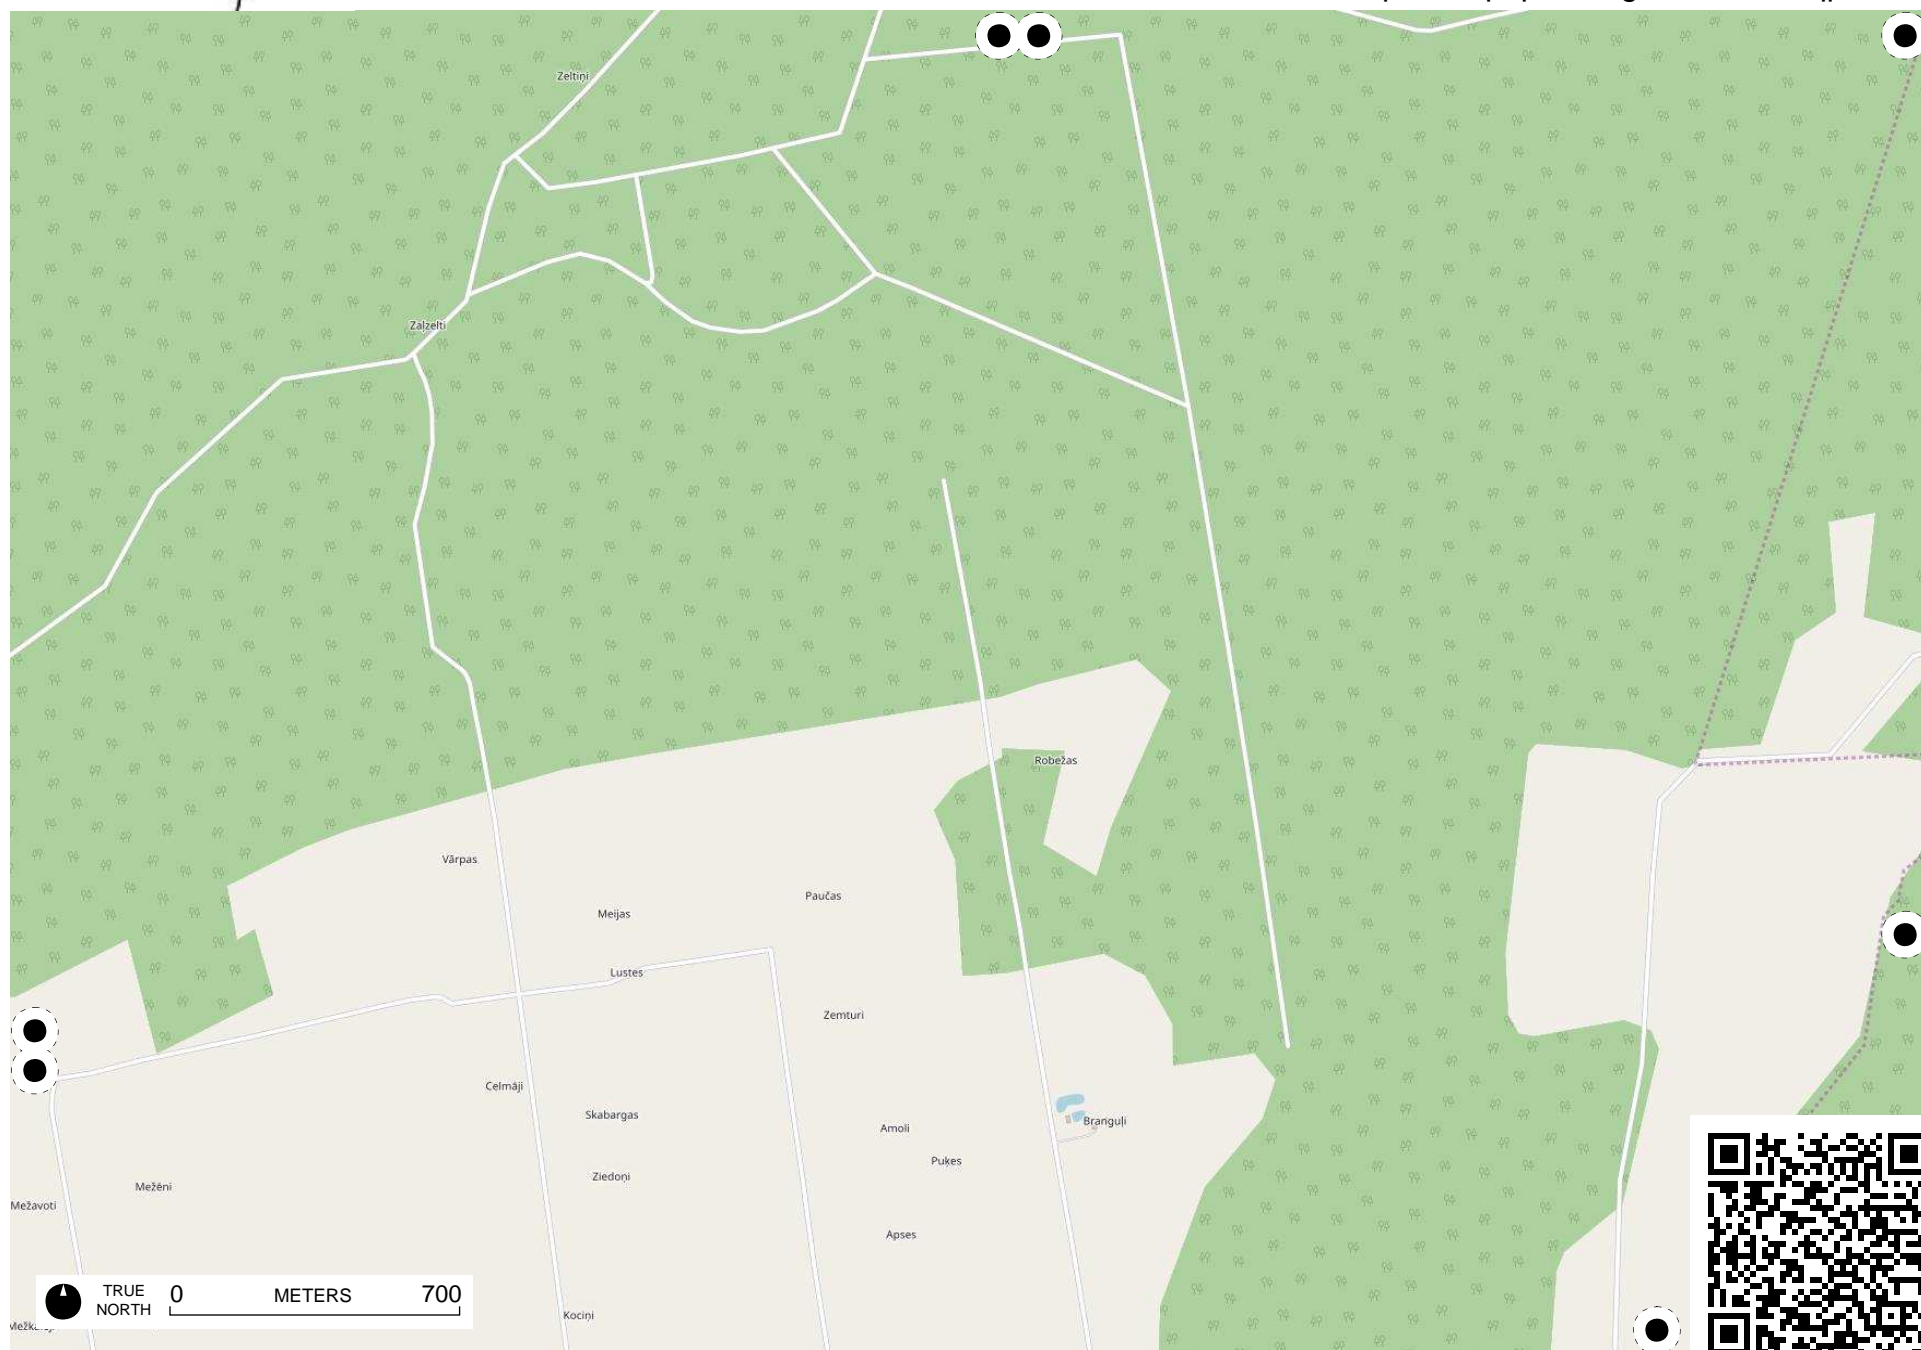 Zeltiņi
Zaļzelti
Robežas
Vārpas
Paučas
Meijas
Lustes
Zemturi
Celmāji
Skabargas
Branguļi
Amoli
Puķes
Ziedoņi
Mežēni
Mežavoti
Apses
TRUE
NORTH
0 METERS 700
Kociņi